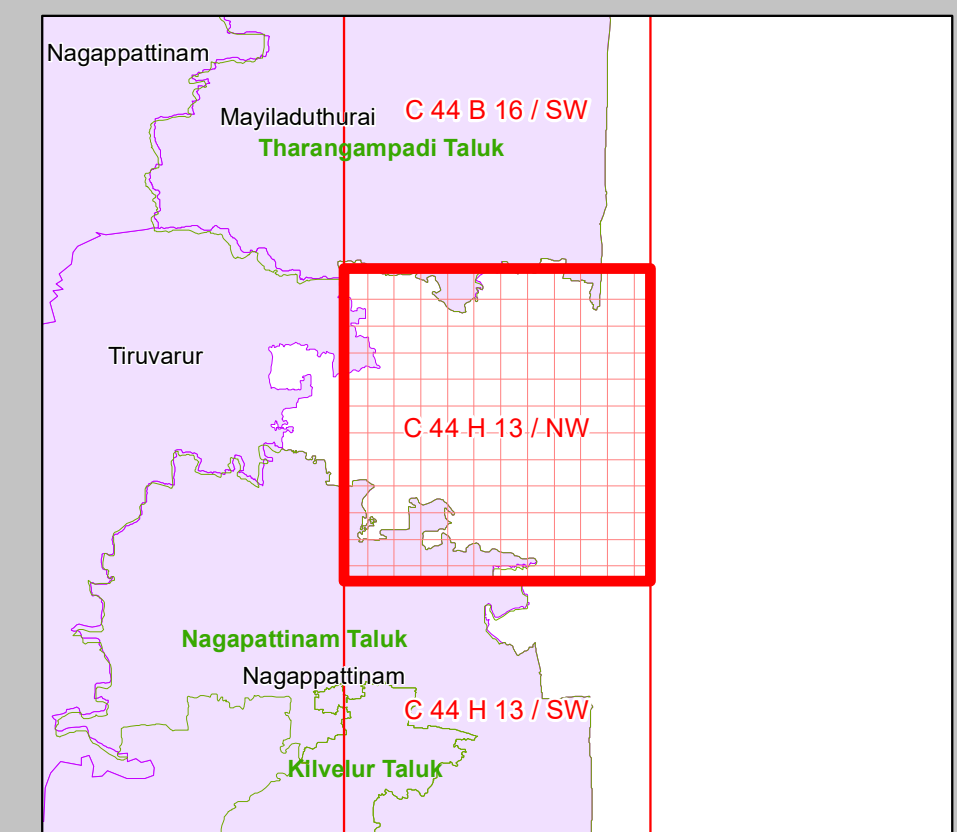 Nagappattinam
C 44 B 16 / SW
Mayiladuthurai
Tharangampadi Taluk
Tiruvarur
C 44 H 13 / NW
Nagapattinam Taluk
Nagappattinam
C 44 H 13 / SW
Kilvelur Taluk